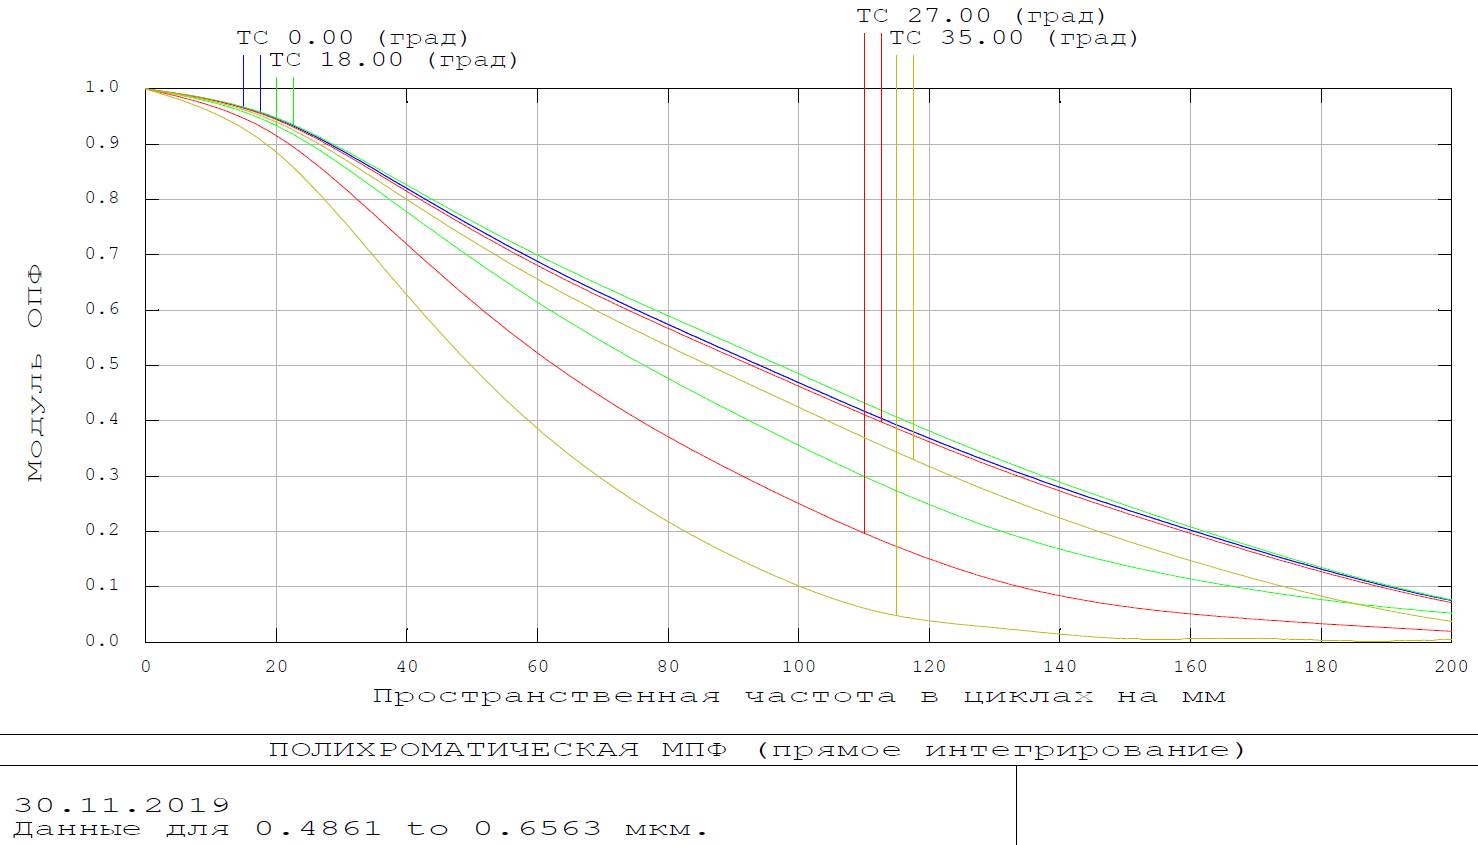 ТС 27.00 (град)
ТС 0.00 (град)
ТС 35.00 (град)
ТС 18.00 (град)
1.0
0.9
0.8
0.7
0.6
0.5
0.4
0.3
0.2
0.1
0.0
Модуль ОПФ
0 20 40 60 80 100 120 140 160 180 200
Пространственная частота в циклах на мм
ПОЛИХРОМАТИЧЕСКАЯ МПФ (прямое интегрирование)
30.11.2019
Данные для 0.4861 to 0.6563 мкм.